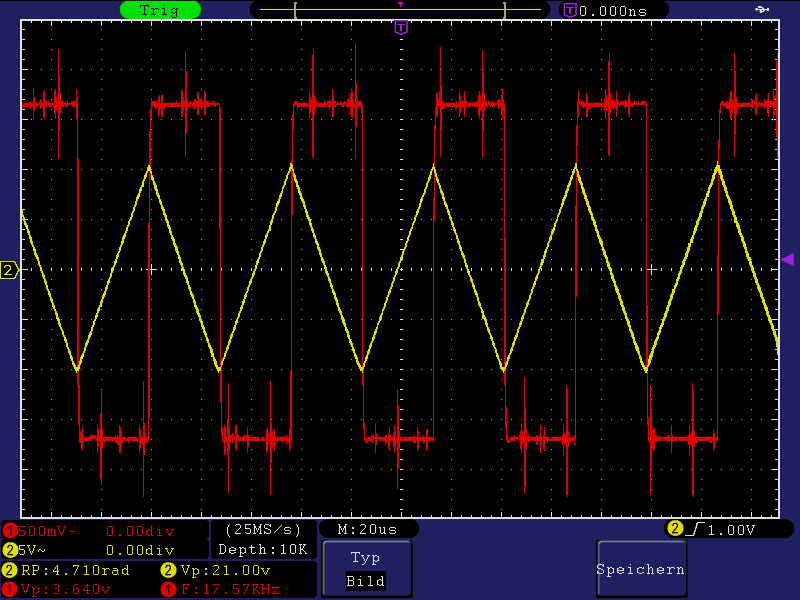 Trig T 0.000ns
T
2
1 500mV- 0.00div (25MS/s) M:20us 2 1.00V
2 5V~ 0.00div Depth:10K
2 RP:4.710rad 2 Vp:21.00v
1 Vp:3.640v 1 F:17.57KHz
Typ
Bild
Speichern